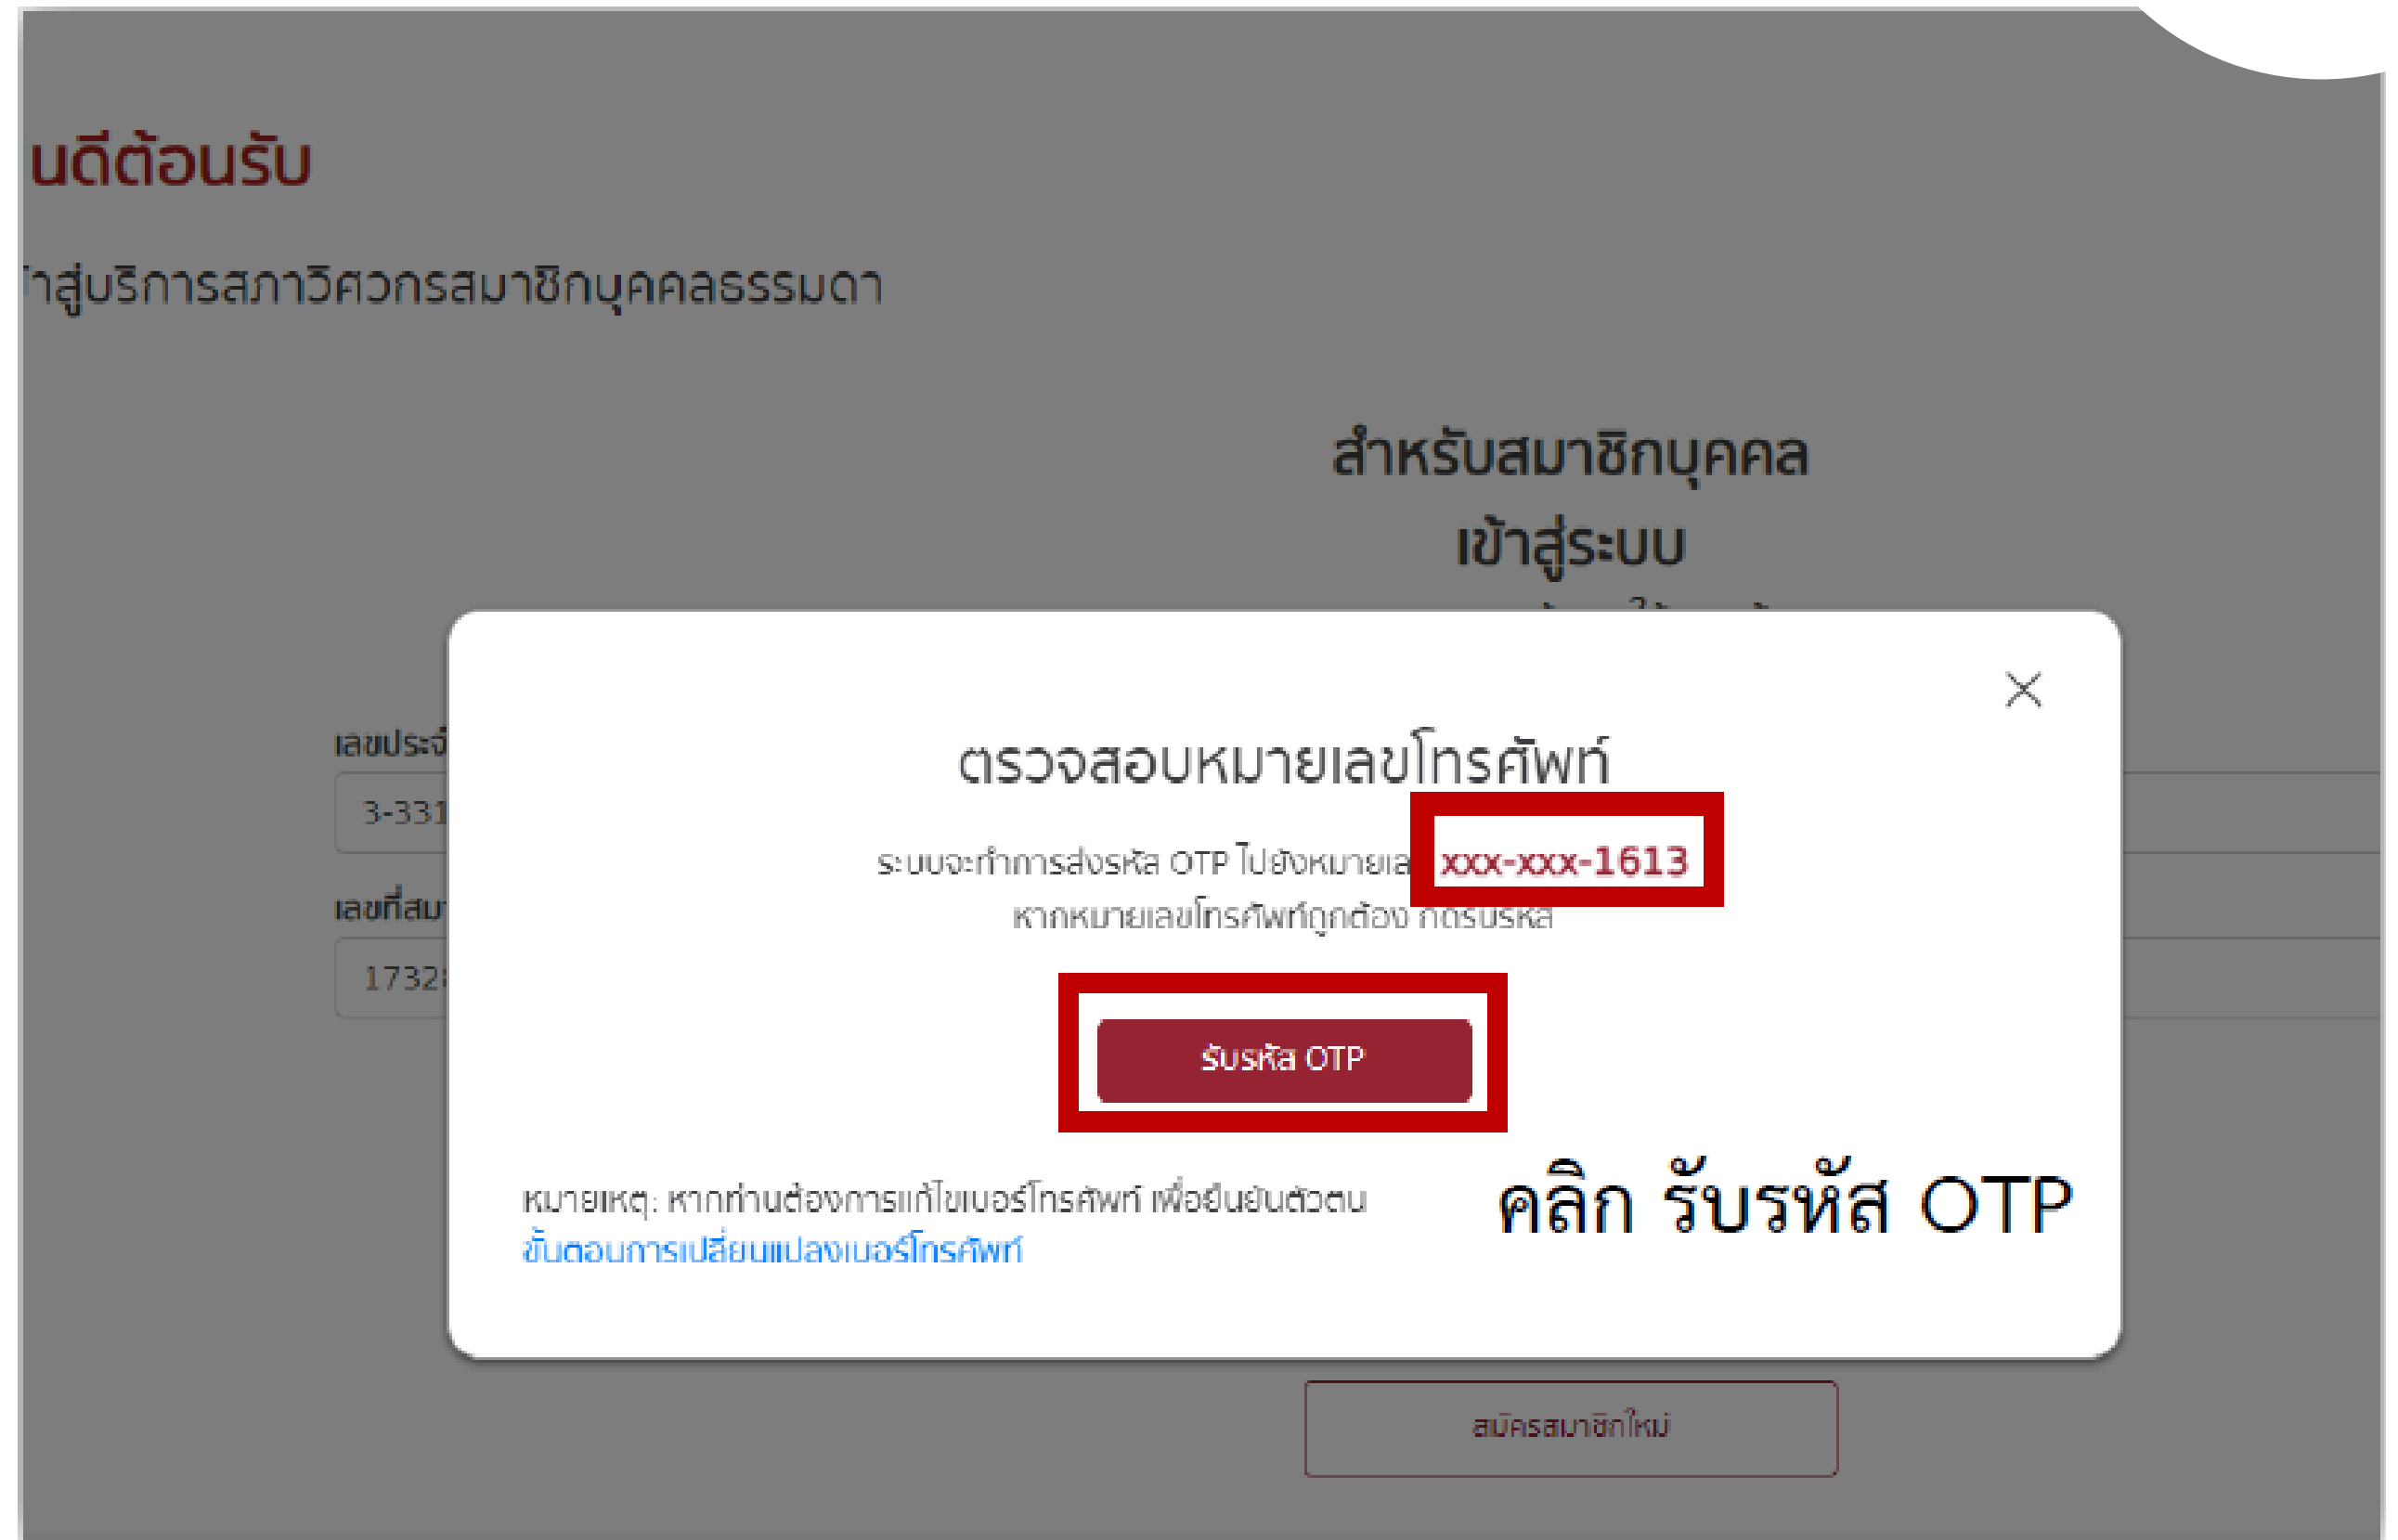 นดีต้อนรับ
าสู่บริการสภาวิศวกรสมาชิกบุคคลธรรมดา
สำหรับสมาชิกบุคคล
เข้าสู่ระบบ
ตรวจสอบหมายเลขโทรศัพท์
เลขประจำ
3-331
ระบบจะทำการส่งรหัส OTP ไปยังหมายเล xxx-xxx-1613
หากหมายเลขโทรศัพท์ถูกต้อง กดรับรหัส
เลขที่สมา
1732
รับรหัส OTP
คลิก รับรหัส OTP
หมายเหตุ: หากท่านต้องการแก้ไขเบอร์โทรศัพท์ เพื่อยืนยันตัวตน
ขั้นตอนการเปลี่ยนแปลงเบอร์โทรศัพท์
สมัครสมาชิกใหม่